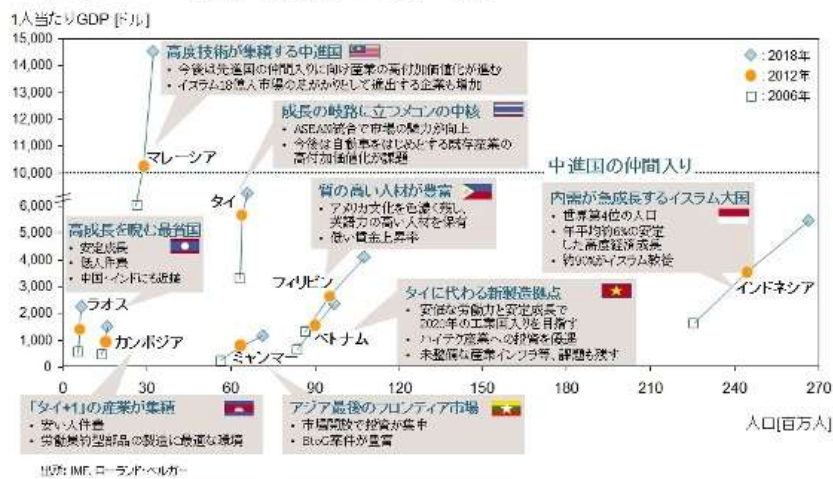 1人当たりGDP [ドル]
15,000
14,000
13,000
12,000
11,000
10,000
6,000
5,000
4,000
3,000
2,000
1,000
0
0
30
60
90
120
150
180
210
240
270
人口[百万人]
: 2018年
: 2012年
: 2006年
高度技術が集積する中進国
• 今後は先進国の仲間入りに向け産業の高付加価値化が進む
• イスラム18億人市場の足がかりとして進出する企業も増加
マレーシア
成長の岐路に立つメコンの中核
• ASEAN統合で市場の魅力が向上
• 今後は自動車をはじめとする既存産業の
高付加価値化が課題
タイ
中進国の仲間入り
質の高い人材が豊富
• アメリカ文化を色濃く残し、
英語力の高い人材を保有
• 低い賃金上昇率
フィリピン
内需が急成長するイスラム大国
• 世界第4位の人口
• 年平均約6%の安定
した高度経済成長
• 約90%がイスラム教徒
インドネシア
高成長を睨む最貧国
• 安定成長
• 低人件費
• 中国・インドにも近接
ラオス
カンボジア
ミャンマー
ベトナム
タイに代わる新製造拠点
• 安価な労働力と安定成長で
2020年の工業国入りを目指す
• ハイテク産業への投資を優遇
• 未整備な産業インフラ等、課題も残す
「タイ+1」の産業が集積
• 安い人件費
• 労働集約型部品の製造に最適な環境
アジア最後のフロンティア市場
• 市場開放で投資が集中
• BtoG案件が豊富
出所: IMF、ローランド・ベルガー